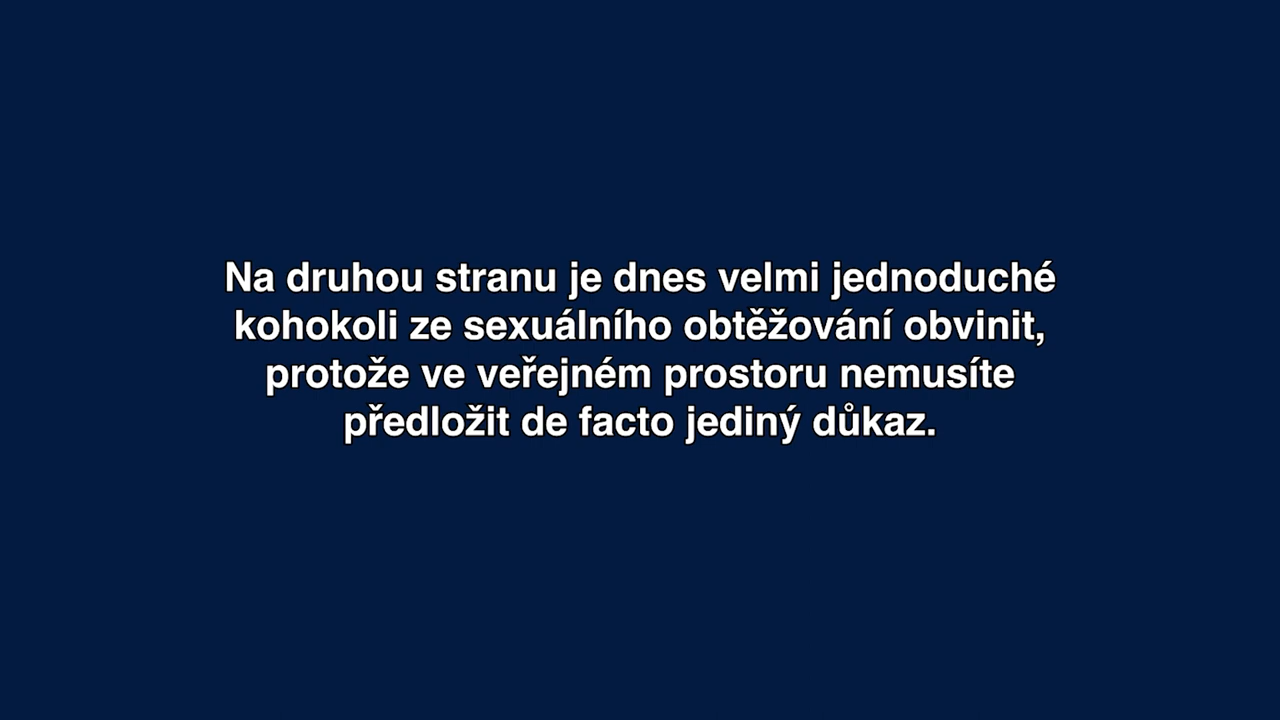 Na druhou stranu je dnes velmi jednoduché
kohokoli ze sexuálního obtěžování obvinit,
protože ve veřejném prostoru nemusíte
předložit de facto jediný důkaz.